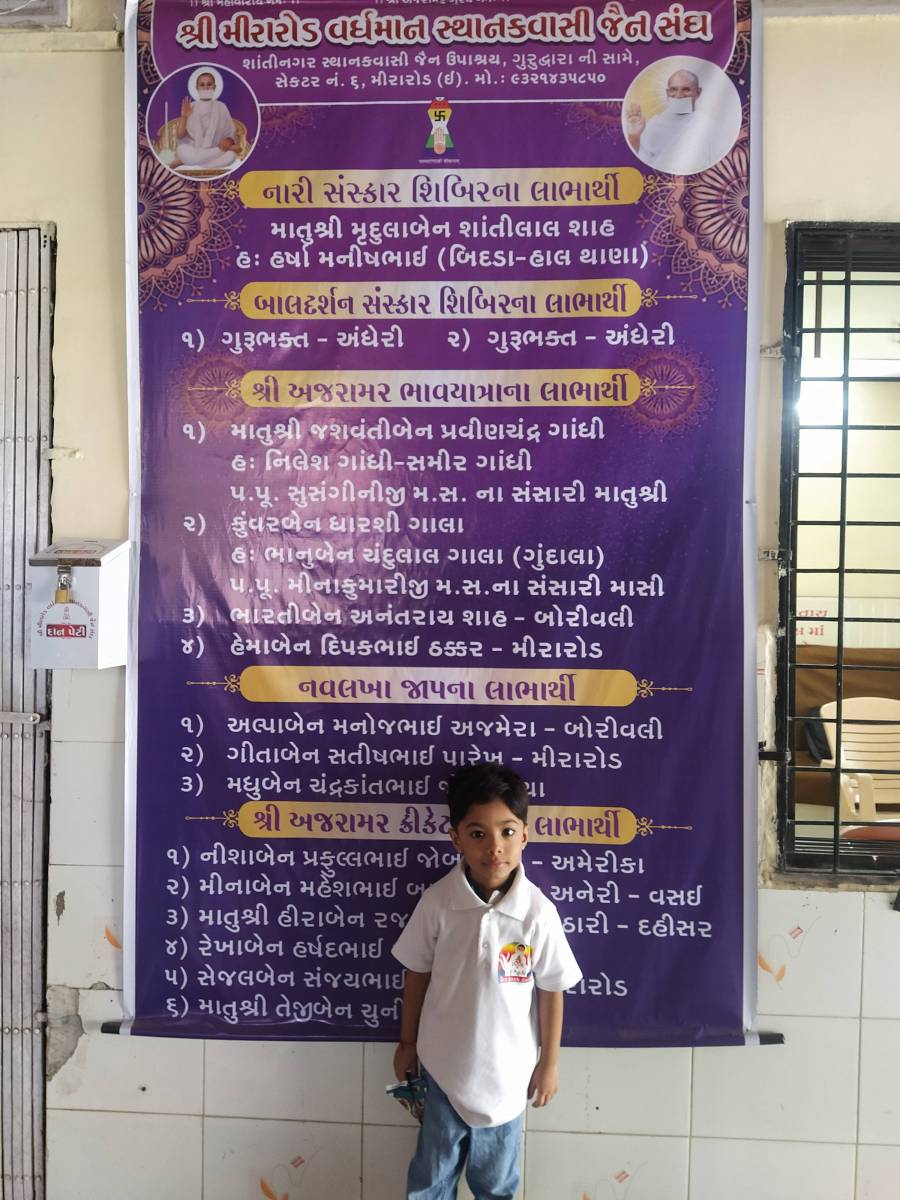 શ્રી મીરારોડ વર્ધમાન સ્થાનકવાસી જૈન સંઘ
શાંતીનગર સ્થાનકવાસી જૈન ઉપાશ્રય, ગુરુદ્વારા ની સામે,
સેક્ટર નં. ૬, મીરારોડ (ઈ). મો.: ૯૩૨૧૪૩૫૮૫૦
નારી સંસ્કાર શિબિરના લાભાર્થી
માતુશ્રી મૃદુલાબેન શાંતીલાલ શાહ
હઃ હર્ષા મનીષભાઈ (બિદડા-હાલ થાણા)
બાલદર્શન સંસ્કાર શિબિરના લાભાર્થી
૧) ગુરૂભક્ત - અંધેરી ૨) ગુરૂભક્ત - અંધેરી
શ્રી અજરામર ભાવયાત્રાના લાભાર્થી
૧) માતુશ્રી જશવંતીબેન પ્રવીણચંદ્ર ગાંધી
હઃ નિલેશ ગાંધી-સમીર ગાંધી
પ.પૂ. સુસંગીનીજી મ.સ. ના સંસારી માતુશ્રી
૨) કુંવરબેન ધારશી ગાલા
હઃ ભાનુબેન ચંદુલાલ ગાલા (ગુંદાલા)
પ.પૂ. મીનાકુમારીજી મ.સ.ના સંસારી માસી
૩) ભારતીબેન અનંતરાય શાહ - બોરીવલી
૪) હેમાબેન દિપકભાઈ ઠક્કર - મીરારોડ
દાન પેટી
નવલખા જાપના લાભાર્થી
૧) અલ્પાબેન મનોજભાઈ અજમેરા - બોરીવલી
૨) ગીતાબેન સતીષભાઈ પારેખ - મીરારોડ
૩) મધુબેન ચંદ્રકાંતભાઈ
શ્રી અજરામર ક્રીકેટ લાભાર્થી
૧) નીશાબેન પ્રફુલ્લભાઈ - અમેરીકા
૨) મીનાબેન મહેશભાઈ અનેરી - વસઈ
૩) માતુશ્રી હીરાબેન - દહીસર
૪) રેખાબેન હર્ષદભાઈ
૫) સેજલબેન સંજયભાઈ
૬) માતુશ્રી તેજીબેન